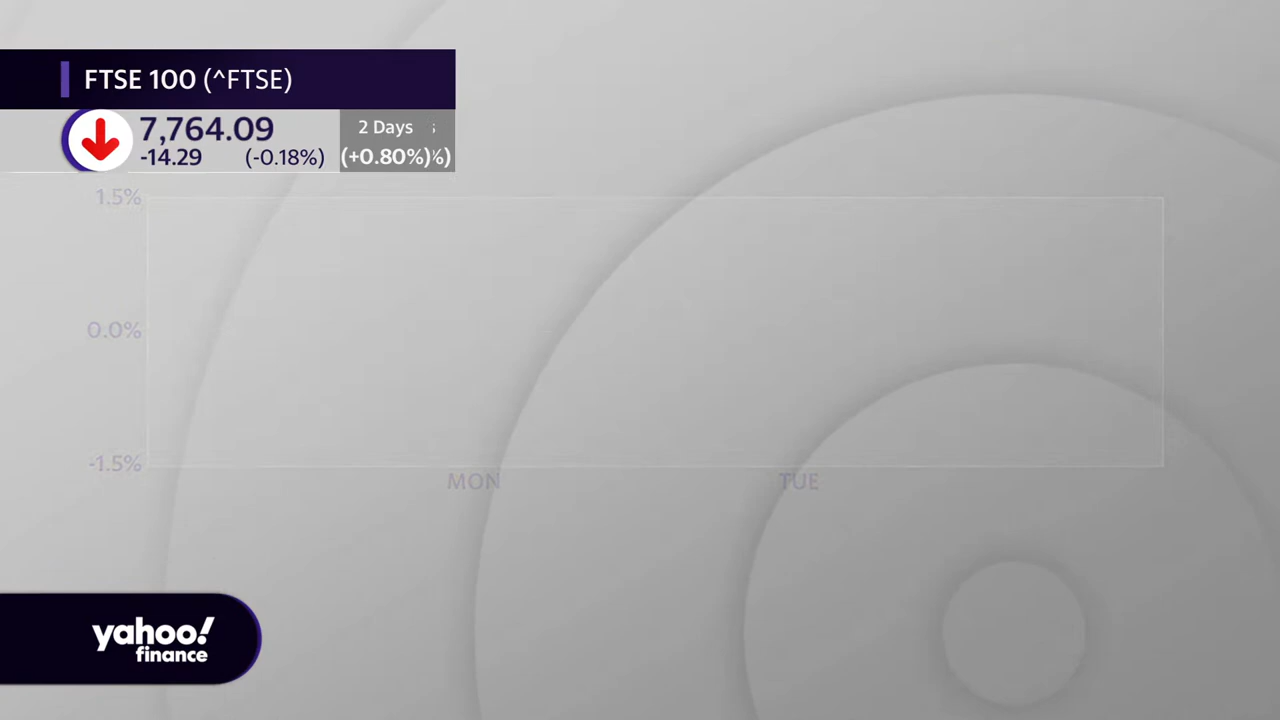 FTSE 100 (^FTSE)
7,764.09
-14.29 (-0.18%)
2 Days
(+0.80%)
1.5%
0.0%
-1.5%
MON TUE
yahoo!
finance